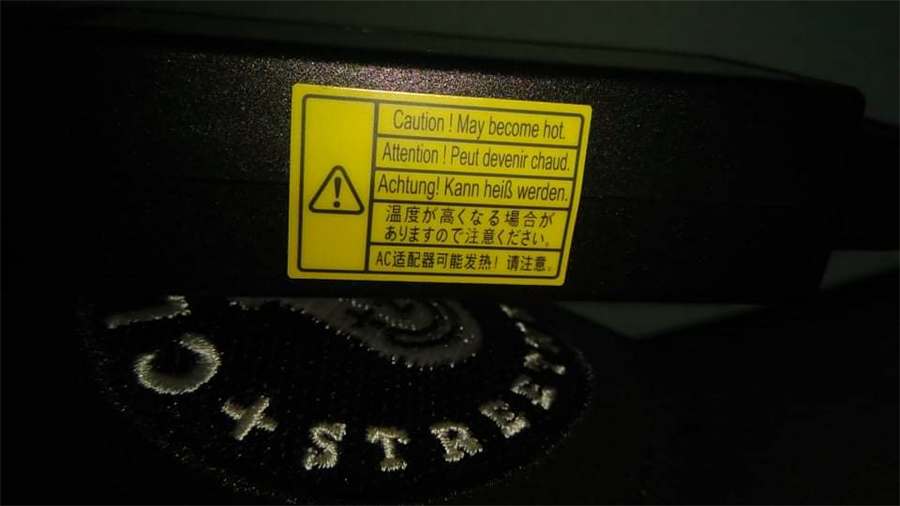 Caution ! May become hot.
Attention ! Peut devenir chaud.
Achtung! Kann heiß werden.
温度が高くなる場合が
ありますので注意ください。
AC适配器可能发热！请注意。
+ STREET